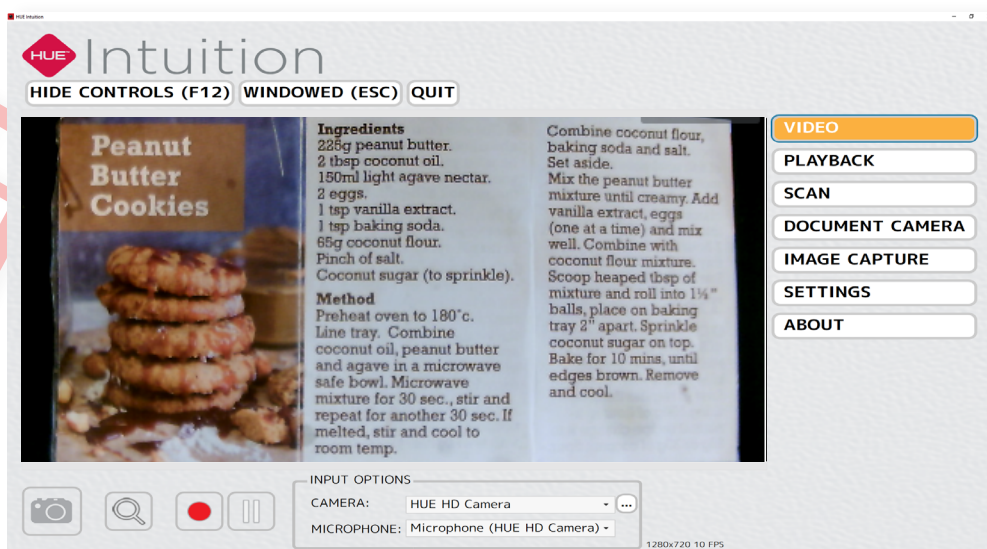 HUE Intuition
HUE
Intuition
HIDE CONTROLS (F12) WINDOWED (ESC) QUIT
Peanut
Butter
Cookies
Ingredients
225g peanut butter.
2 tbsp coconut oil.
150ml light agave nectar.
2 eggs.
1 tsp vanilla extract.
1 tsp baking soda.
65g coconut flour.
Pinch of salt.
Coconut sugar (to sprinkle).
Method
Preheat oven to 180°c.
Line tray. Combine
coconut oil, peanut butter
and agave in a microwave
safe bowl. Microwave
mixture for 30 sec., stir and
repeat for another 30 sec. If
melted, stir and cool to
room temp.
Combine coconut flour,
baking soda and salt.
Set aside.
Mix the peanut butter
mixture until creamy. Add
vanilla extract, eggs
(one at a time) and mix
well. Combine with
coconut flour mixture.
Scoop heaped tbsp of
mixture and roll into 1½"
balls, place on baking
tray 2" apart. Sprinkle
coconut sugar on top.
Bake for 10 mins, until
edges brown. Remove
and cool.
VIDEO
PLAYBACK
SCAN
DOCUMENT CAMERA
IMAGE CAPTURE
SETTINGS
ABOUT
INPUT OPTIONS
CAMERA: HUE HD Camera ...
MICROPHONE: Microphone (HUE HD Camera)
1280x720 10 FPS